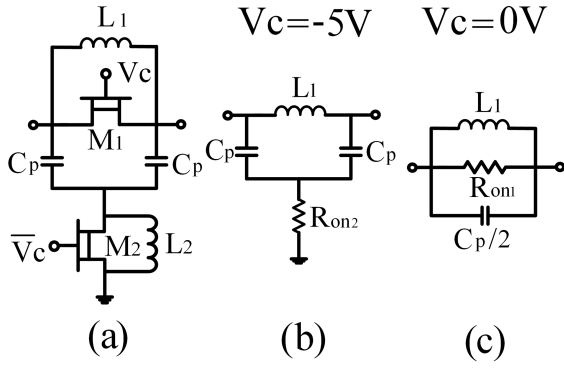 L1
Vc
M1
Cp
Cp
V̅c
M2
L2
(a)
Vc=-5V
L1
Cp
Cp
Ron2
(b)
Vc=0V
L1
Ron1
Cp/2
(c)